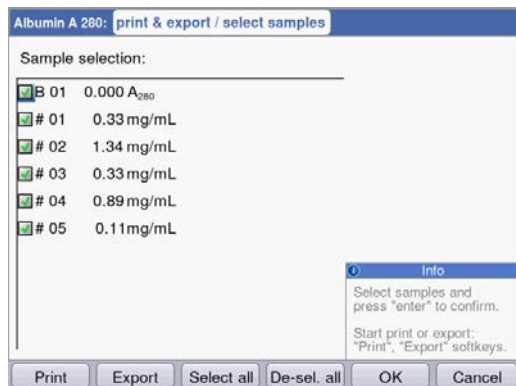 Albumin A 280: print & export / select samples
Sample selection:
B 01 0.000 A₂₈₀
# 01 0.33 mg/mL
# 02 1.34 mg/mL
# 03 0.33 mg/mL
# 04 0.89 mg/mL
# 05 0.11mg/mL
Info
Select samples and
press "enter" to confirm.
Start print or export:
"Print", "Export" softkeys.
Print Export Select all De-sel. all OK Cancel